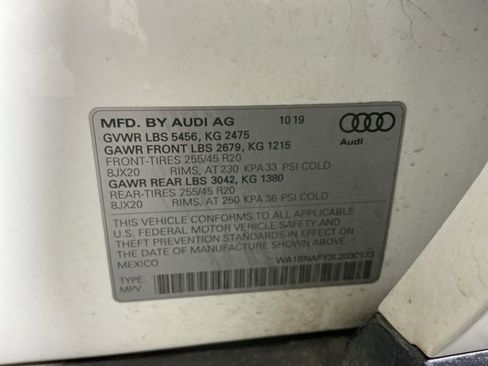 MFD. BY AUDI AG 10 19
GVWR LBS 5456, KG 2475
GAWR FRONT LBS 2679, KG 1215
FRONT-TIRES 255/45 R20
8JX20 RIMS, AT 230 KPA 33 PSI COLD
GAWR REAR LBS 3042, KG 1380
REAR-TIRES 255/45 R20
8JX20 RIMS, AT 250 KPA 36 PSI COLD
Audi
THIS VEHICLE CONFORMS TO ALL APPLICABLE
U.S. FEDERAL MOTOR VEHICLE SAFETY AND
THEFT PREVENTION STANDARDS IN EFFECT ON
THE DATE OF MANUFACTURE SHOWN ABOVE
MEXICO
WA1BNAFY3L2030173
TYPE:
MPV